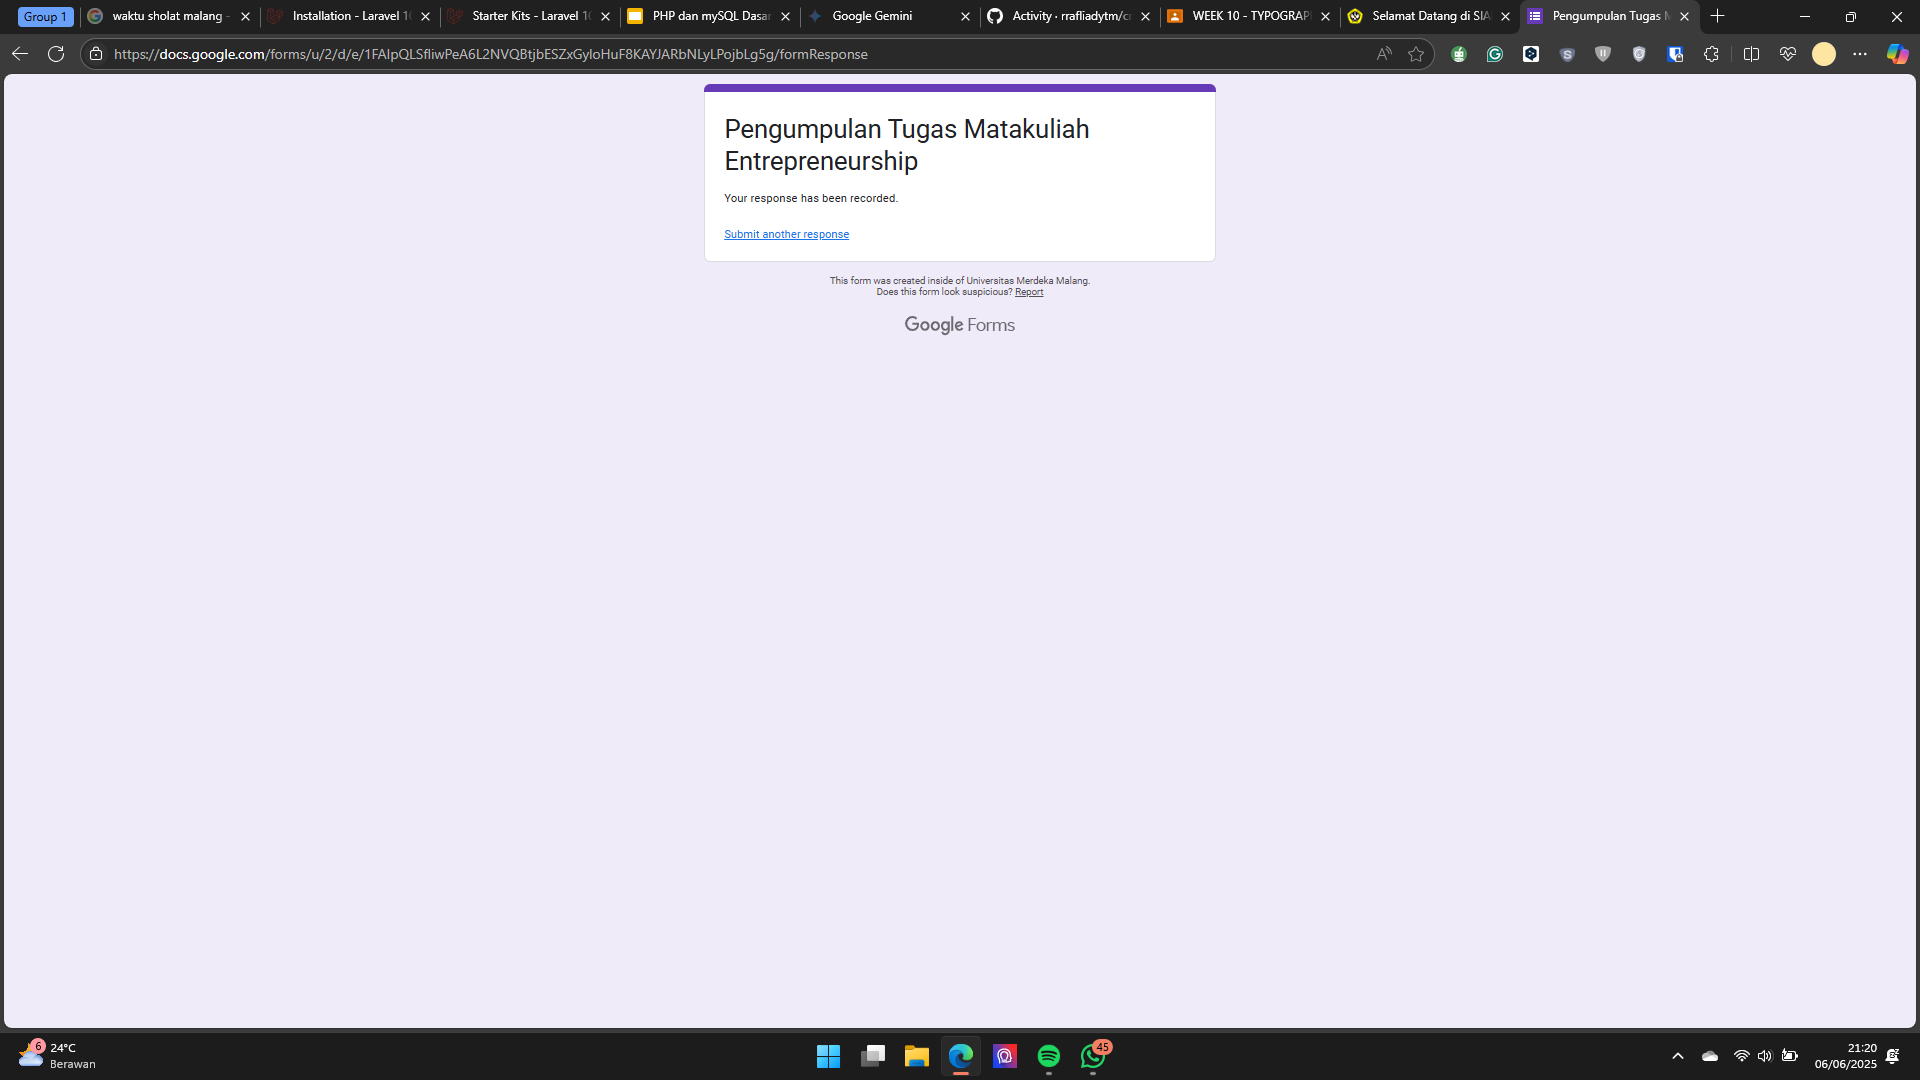 Group 1
waktu sholat malang -
Installation - Laravel 1
Starter Kits - Laravel 1
PHP dan mySQL Dasar
Google Gemini
Activity · rrafliadytm/cr
WEEK 10 - TYPOGRAP
Selamat Datang di SIA
Pengumpulan Tugas M
https://docs.google.com/forms/u/2/d/e/1FAIpQLSfliwPeA6L2NVQBtjbESZxGyloHuF8KAYJARbNLyLPojbLg5g/formResponse
Pengumpulan Tugas Matakuliah
Entrepreneurship
Your response has been recorded.
Submit another response
This form was created inside of Universitas Merdeka Malang.
Does this form look suspicious? Report
Google Forms
6
24°C
Berawan
45
21:20
06/06/2025